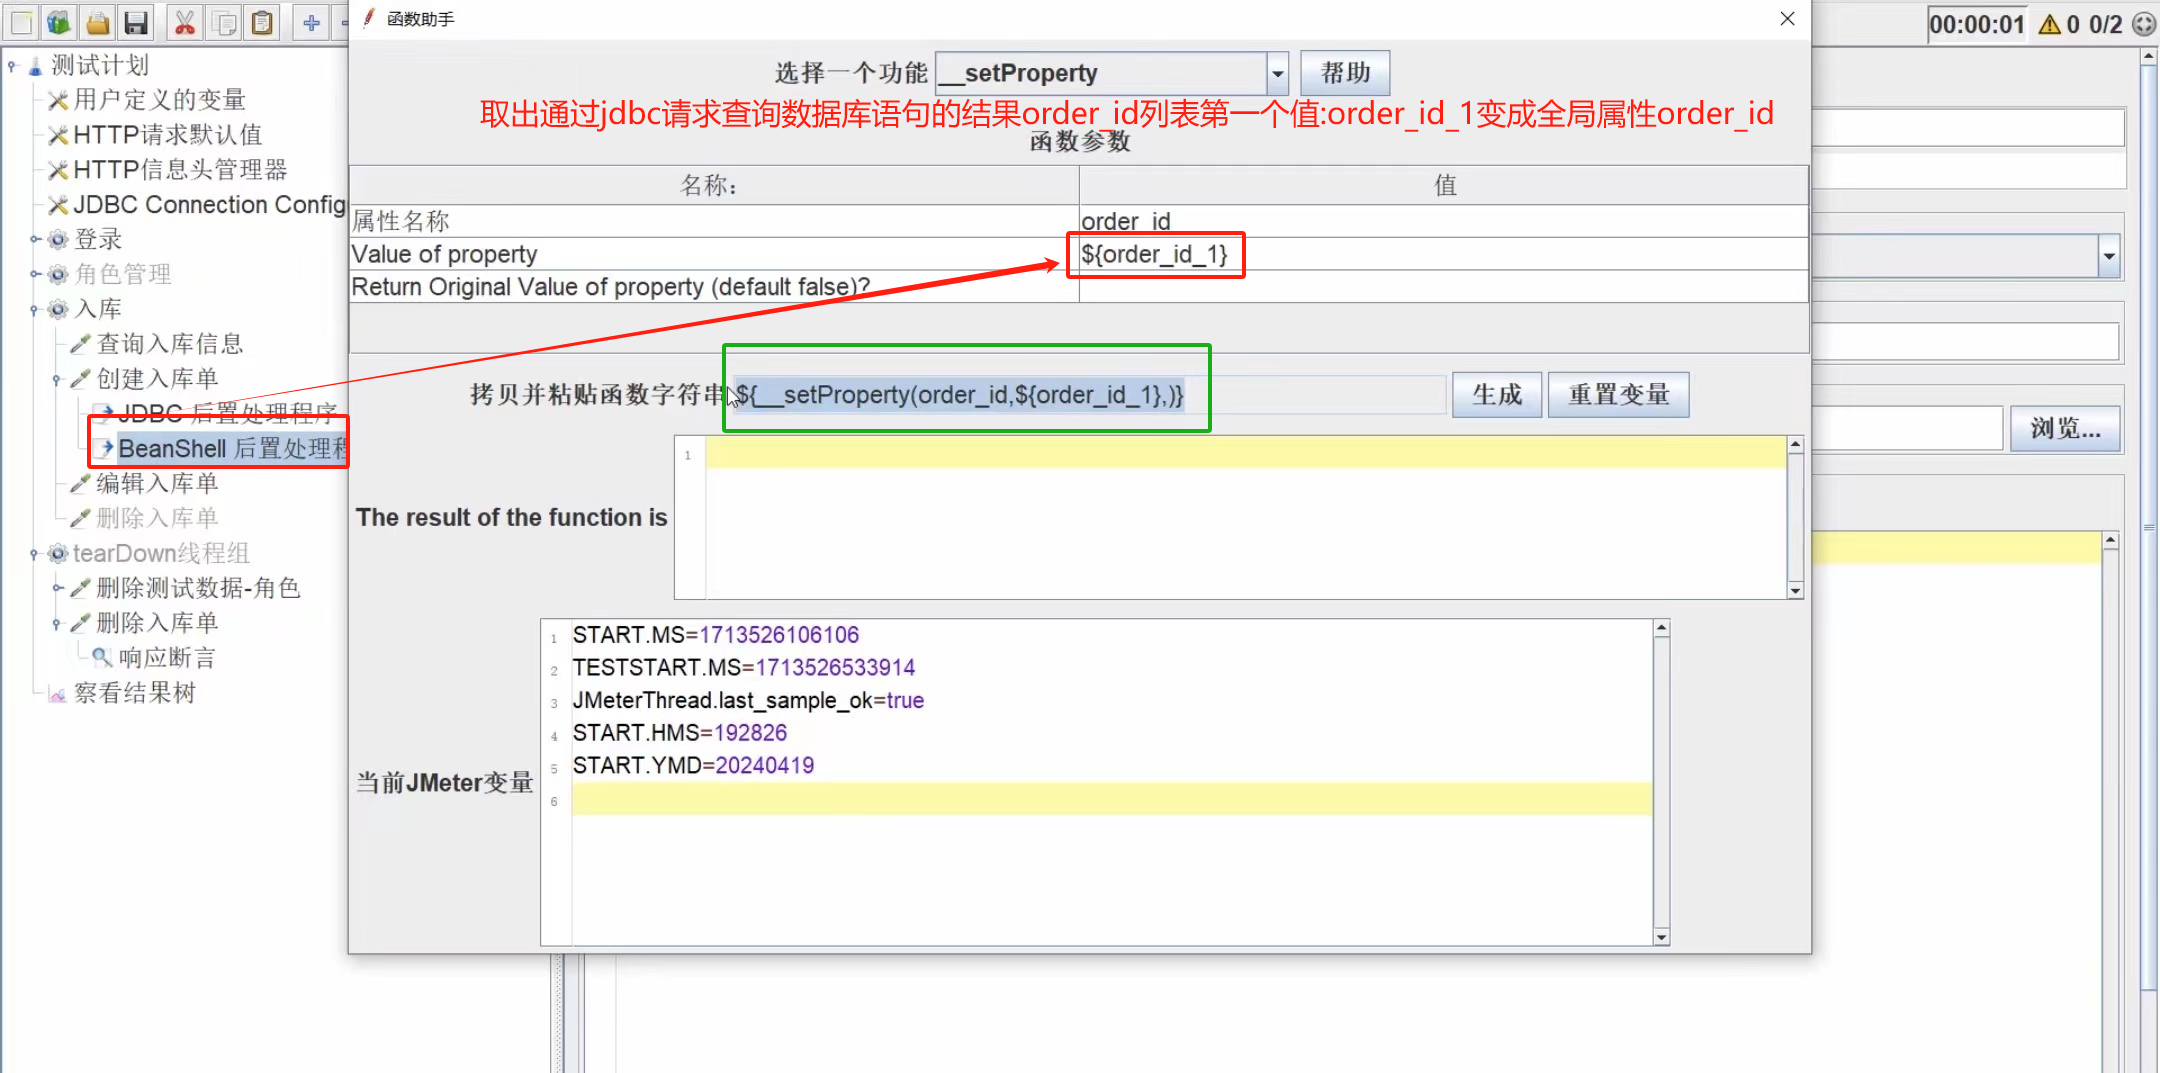 函数助手
00:00:01 0 0/2
测试计划
用户定义的变量
HTTP请求默认值
HTTP信息头管理器
JDBC Connection Config
登录
角色管理
入库
查询入库信息
创建入库单
JDBC 后置处理程序
BeanShell 后置处理程
编辑入库单
删除入库单
tearDown线程组
删除测试数据-角色
删除入库单
响应断言
察看结果树
选择一个功能 __setProperty 帮助
取出通过jdbc请求查询数据库语句的结果order_id列表第一个值:order_id_1变成全局属性order_id
函数参数
名称: 值
属性名称 order_id
Value of property ${order_id_1}
Return Original Value of property (default false)?
拷贝并粘贴函数字符串 ${__setProperty(order_id,${order_id_1},)} 生成 重置变量
浏览...
1
The result of the function is
当前JMeter变量
1 START.MS=1713526106106
2 TESTSTART.MS=1713526533914
3 JMeterThread.last_sample_ok=true
4 START.HMS=192826
5 START.YMD=20240419
6